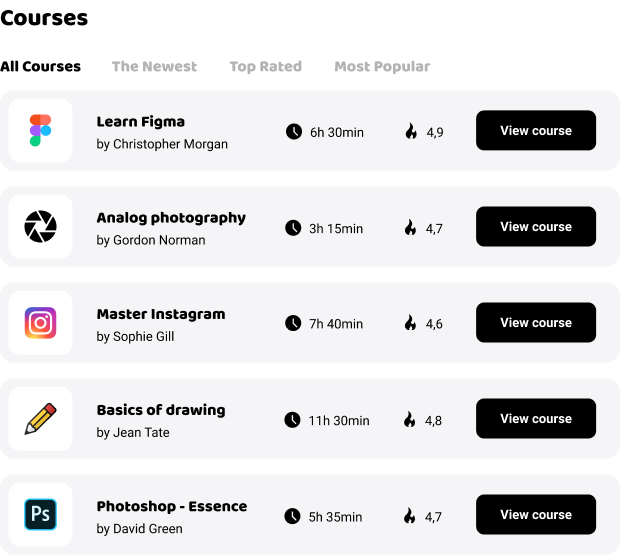 Courses
All Courses The Newest Top Rated Most Popular
Learn Figma
by Christopher Morgan
6h 30min
4,9
View course
Analog photography
by Gordon Norman
3h 15min
4,7
View course
Master Instagram
by Sophie Gill
7h 40min
4,6
View course
Basics of drawing
by Jean Tate
11h 30min
4,8
View course
Ps
Photoshop - Essence
by David Green
5h 35min
4,7
View course